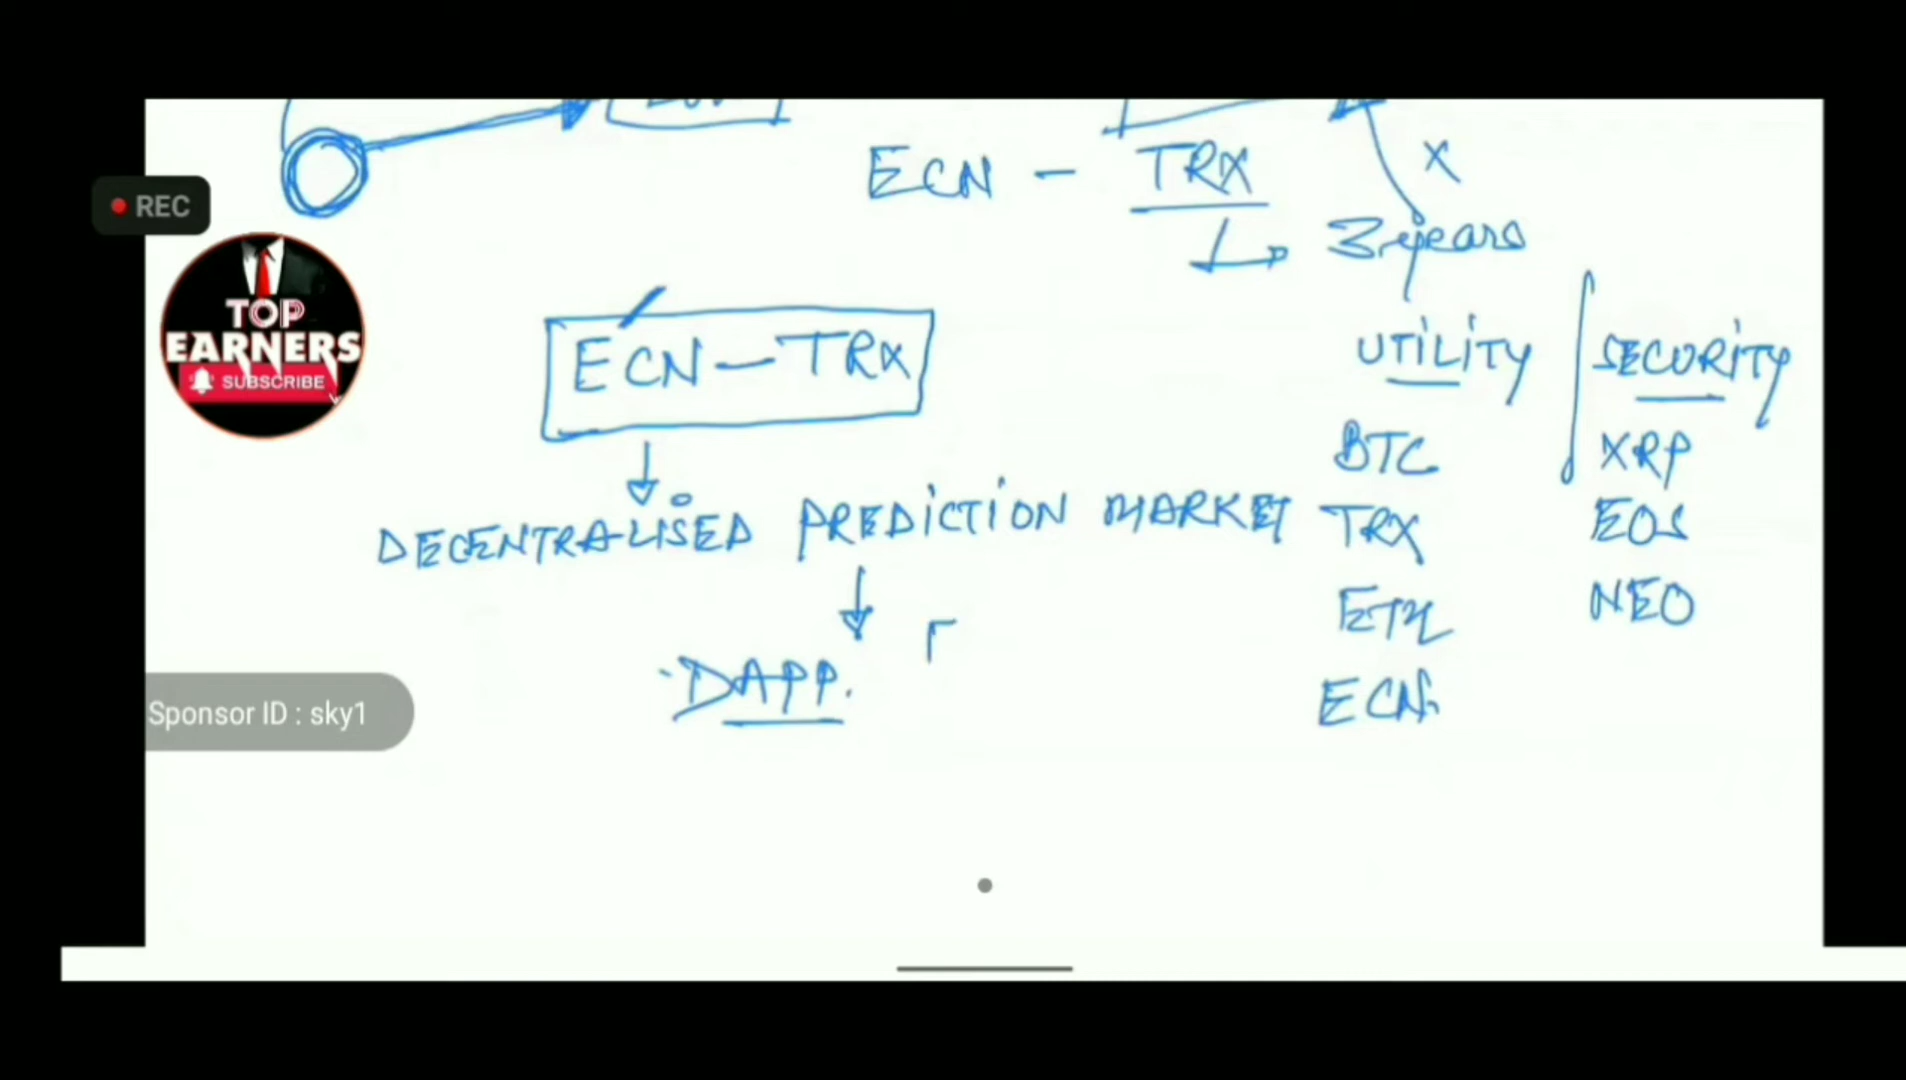 ECN - TRX
X
3 years
REC
TOP
EARNERS
SUBSCRIBE
ECN - TRX
UTILITY
SECURITY
BTC
XRP
DECENTRALISED PREDICTION MARKET
TRX
EOS
ETH
NEO
DAPP.
ECN
Sponsor ID : sky1